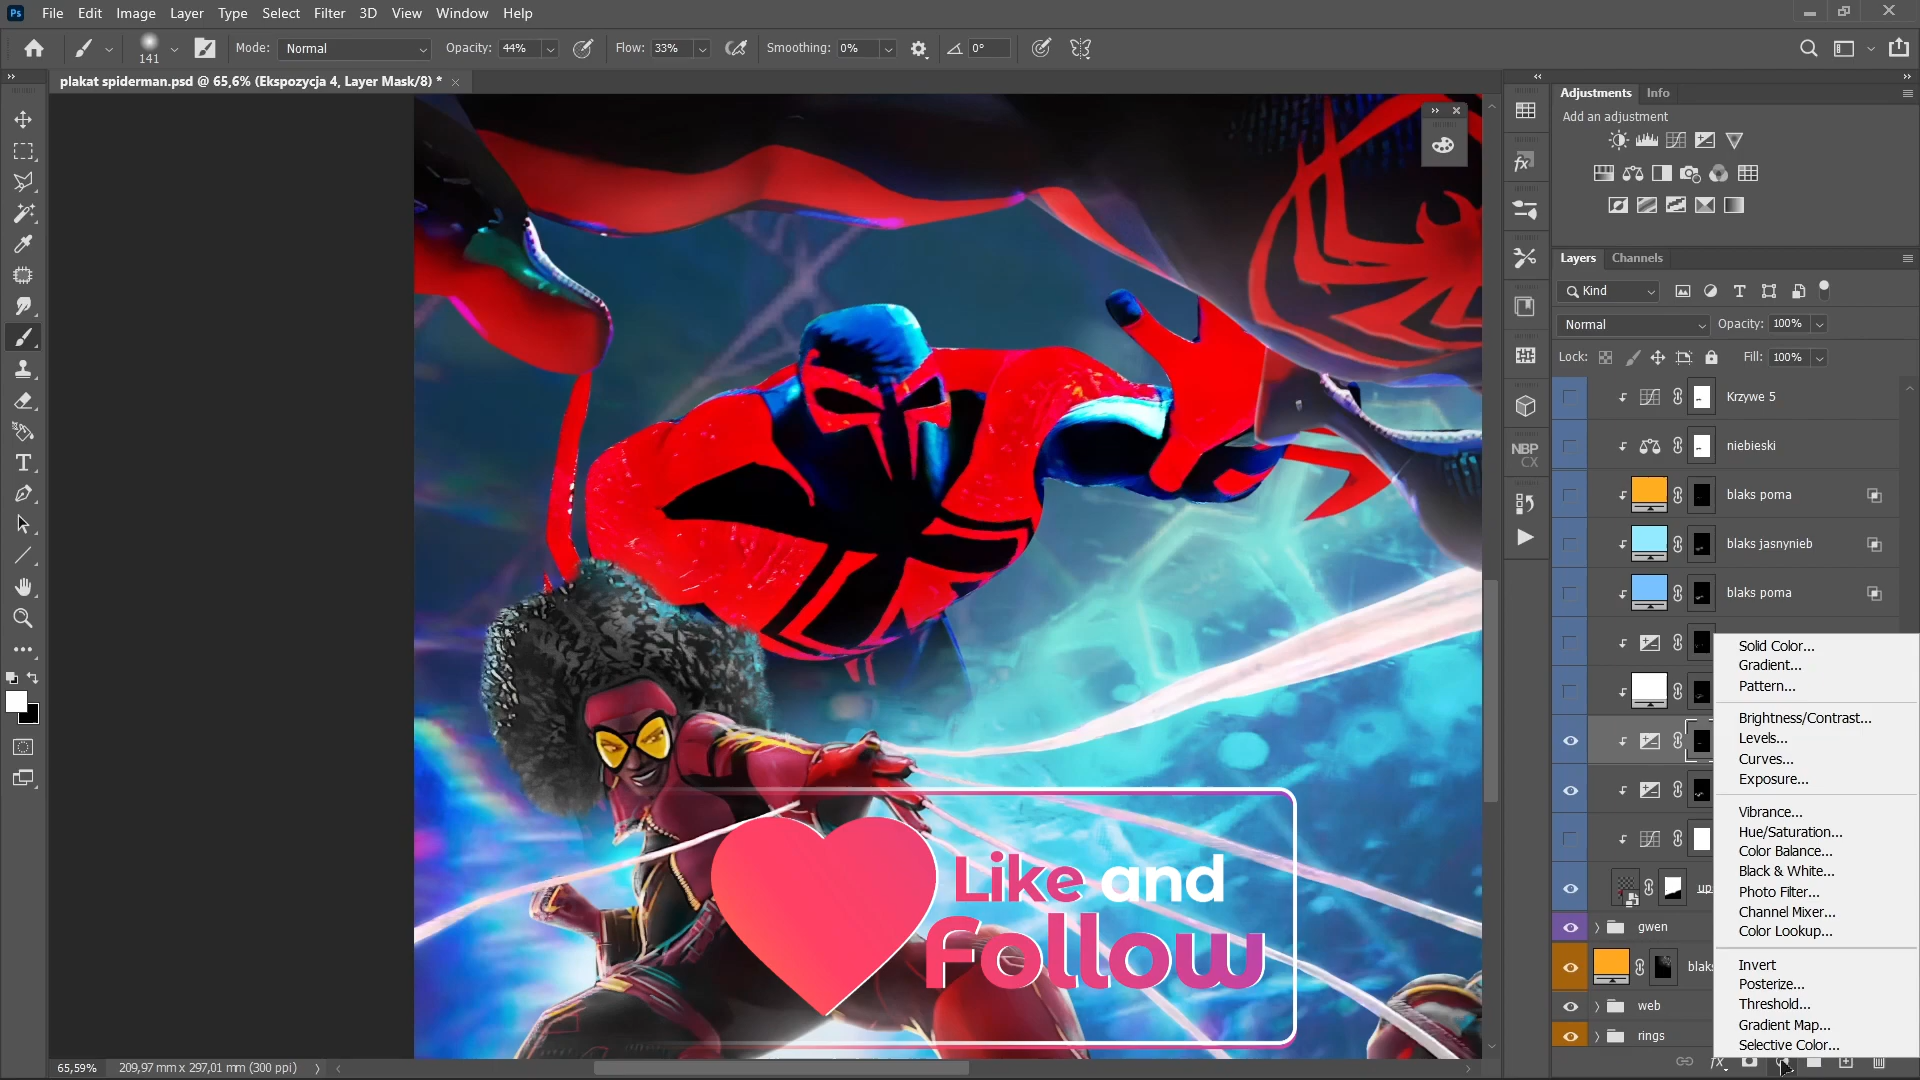 Ps File Edit Image Layer Type Select Filter 3D View Window Help
141 Mode: Normal Opacity: 44% Flow: 33% Smoothing: 0% 0°
plakat spiderman.psd @ 65,6% (Ekspozycja 4, Layer Mask/8) *
Adjustments Info
Add an adjustment
Layers Channels
Kind
Normal Opacity: 100%
Lock: Fill: 100%
Krzywe 5
niebieski
blaks poma
blaks jasnynieb
blaks poma
NBP
CX
Solid Color...
Gradient...
Pattern...
Brightness/Contrast...
Levels...
Curves...
Exposure...
Vibrance...
Hue/Saturation...
Color Balance...
Black & White...
Photo Filter...
Channel Mixer...
Color Lookup...
Invert
Posterize...
Threshold...
Gradient Map...
Selective Color...
up
gwen
blaks
web
rings
Like and
Follow
65,59% 209,97 mm x 297,01 mm (300 ppi)